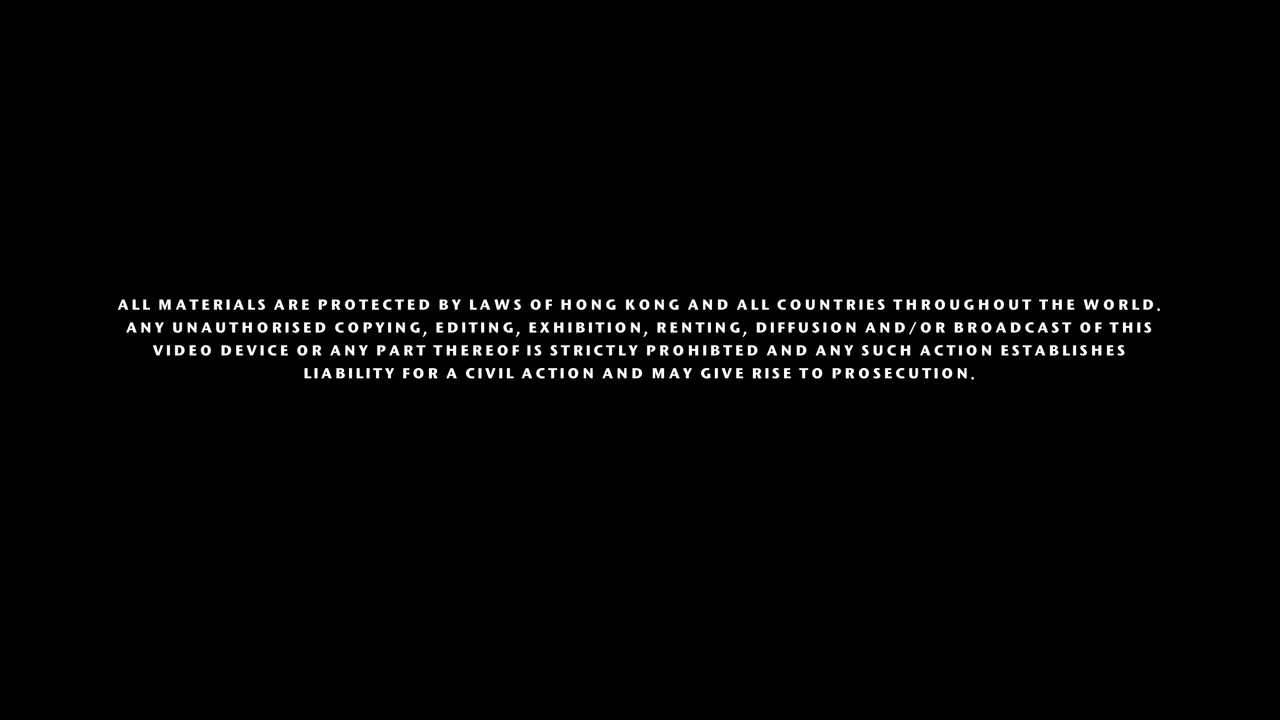 ALL MATERIALS ARE PROTECTED BY LAWS OF HONG KONG AND ALL COUNTRIES THROUGHOUT THE WORLD.
ANY UNAUTHORISED COPYING, EDITING, EXHIBITION, RENTING, DIFFUSION AND/OR BROADCAST OF THIS
VIDEO DEVICE OR ANY PART THEREOF IS STRICTLY PROHIBTED AND ANY SUCH ACTION ESTABLISHES
LIABILITY FOR A CIVIL ACTION AND MAY GIVE RISE TO PROSECUTION.